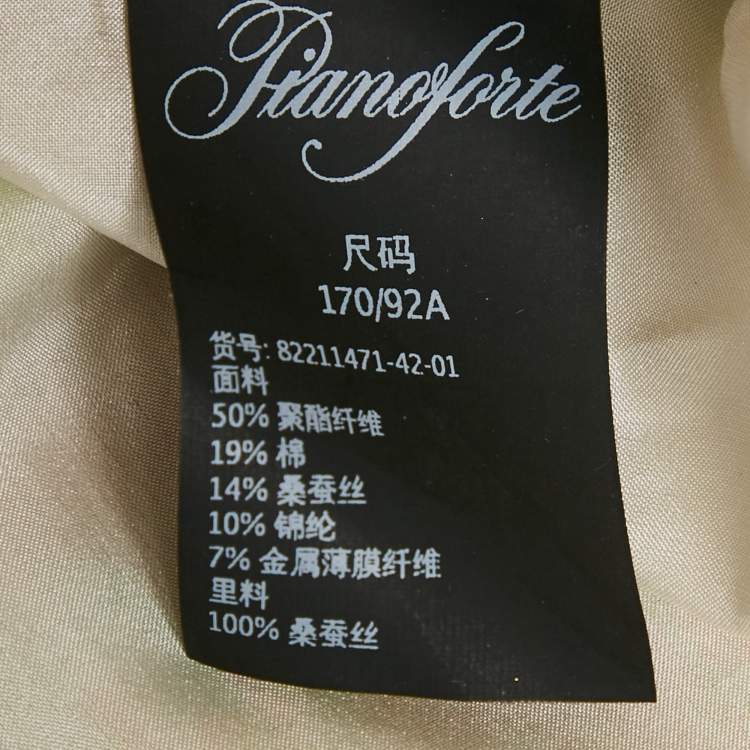 Pianoforte
尺码
170/92A
货号: 82211471-42-01
面料
50% 聚酯纤维
19% 棉
14% 桑蚕丝
10% 锦纶
7% 金属薄膜纤维
里料
100% 桑蚕丝